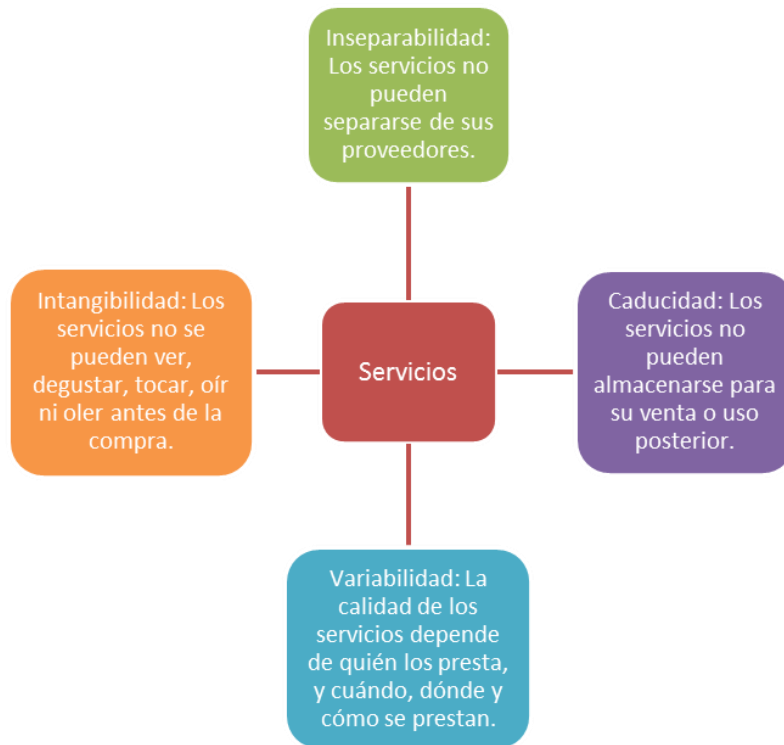 Inseparabilidad:
Los servicios no
pueden
separarse de sus
proveedores.
Intangibilidad: Los
servicios no se
pueden ver,
degustar, tocar, oír
ni oler antes de la
compra.
Servicios
Caducidad: Los
servicios no
pueden
almacenarse para
su venta o uso
posterior.
Variabilidad: La
calidad de los
servicios depende
de quién los presta,
y cuándo, dónde y
cómo se prestan.